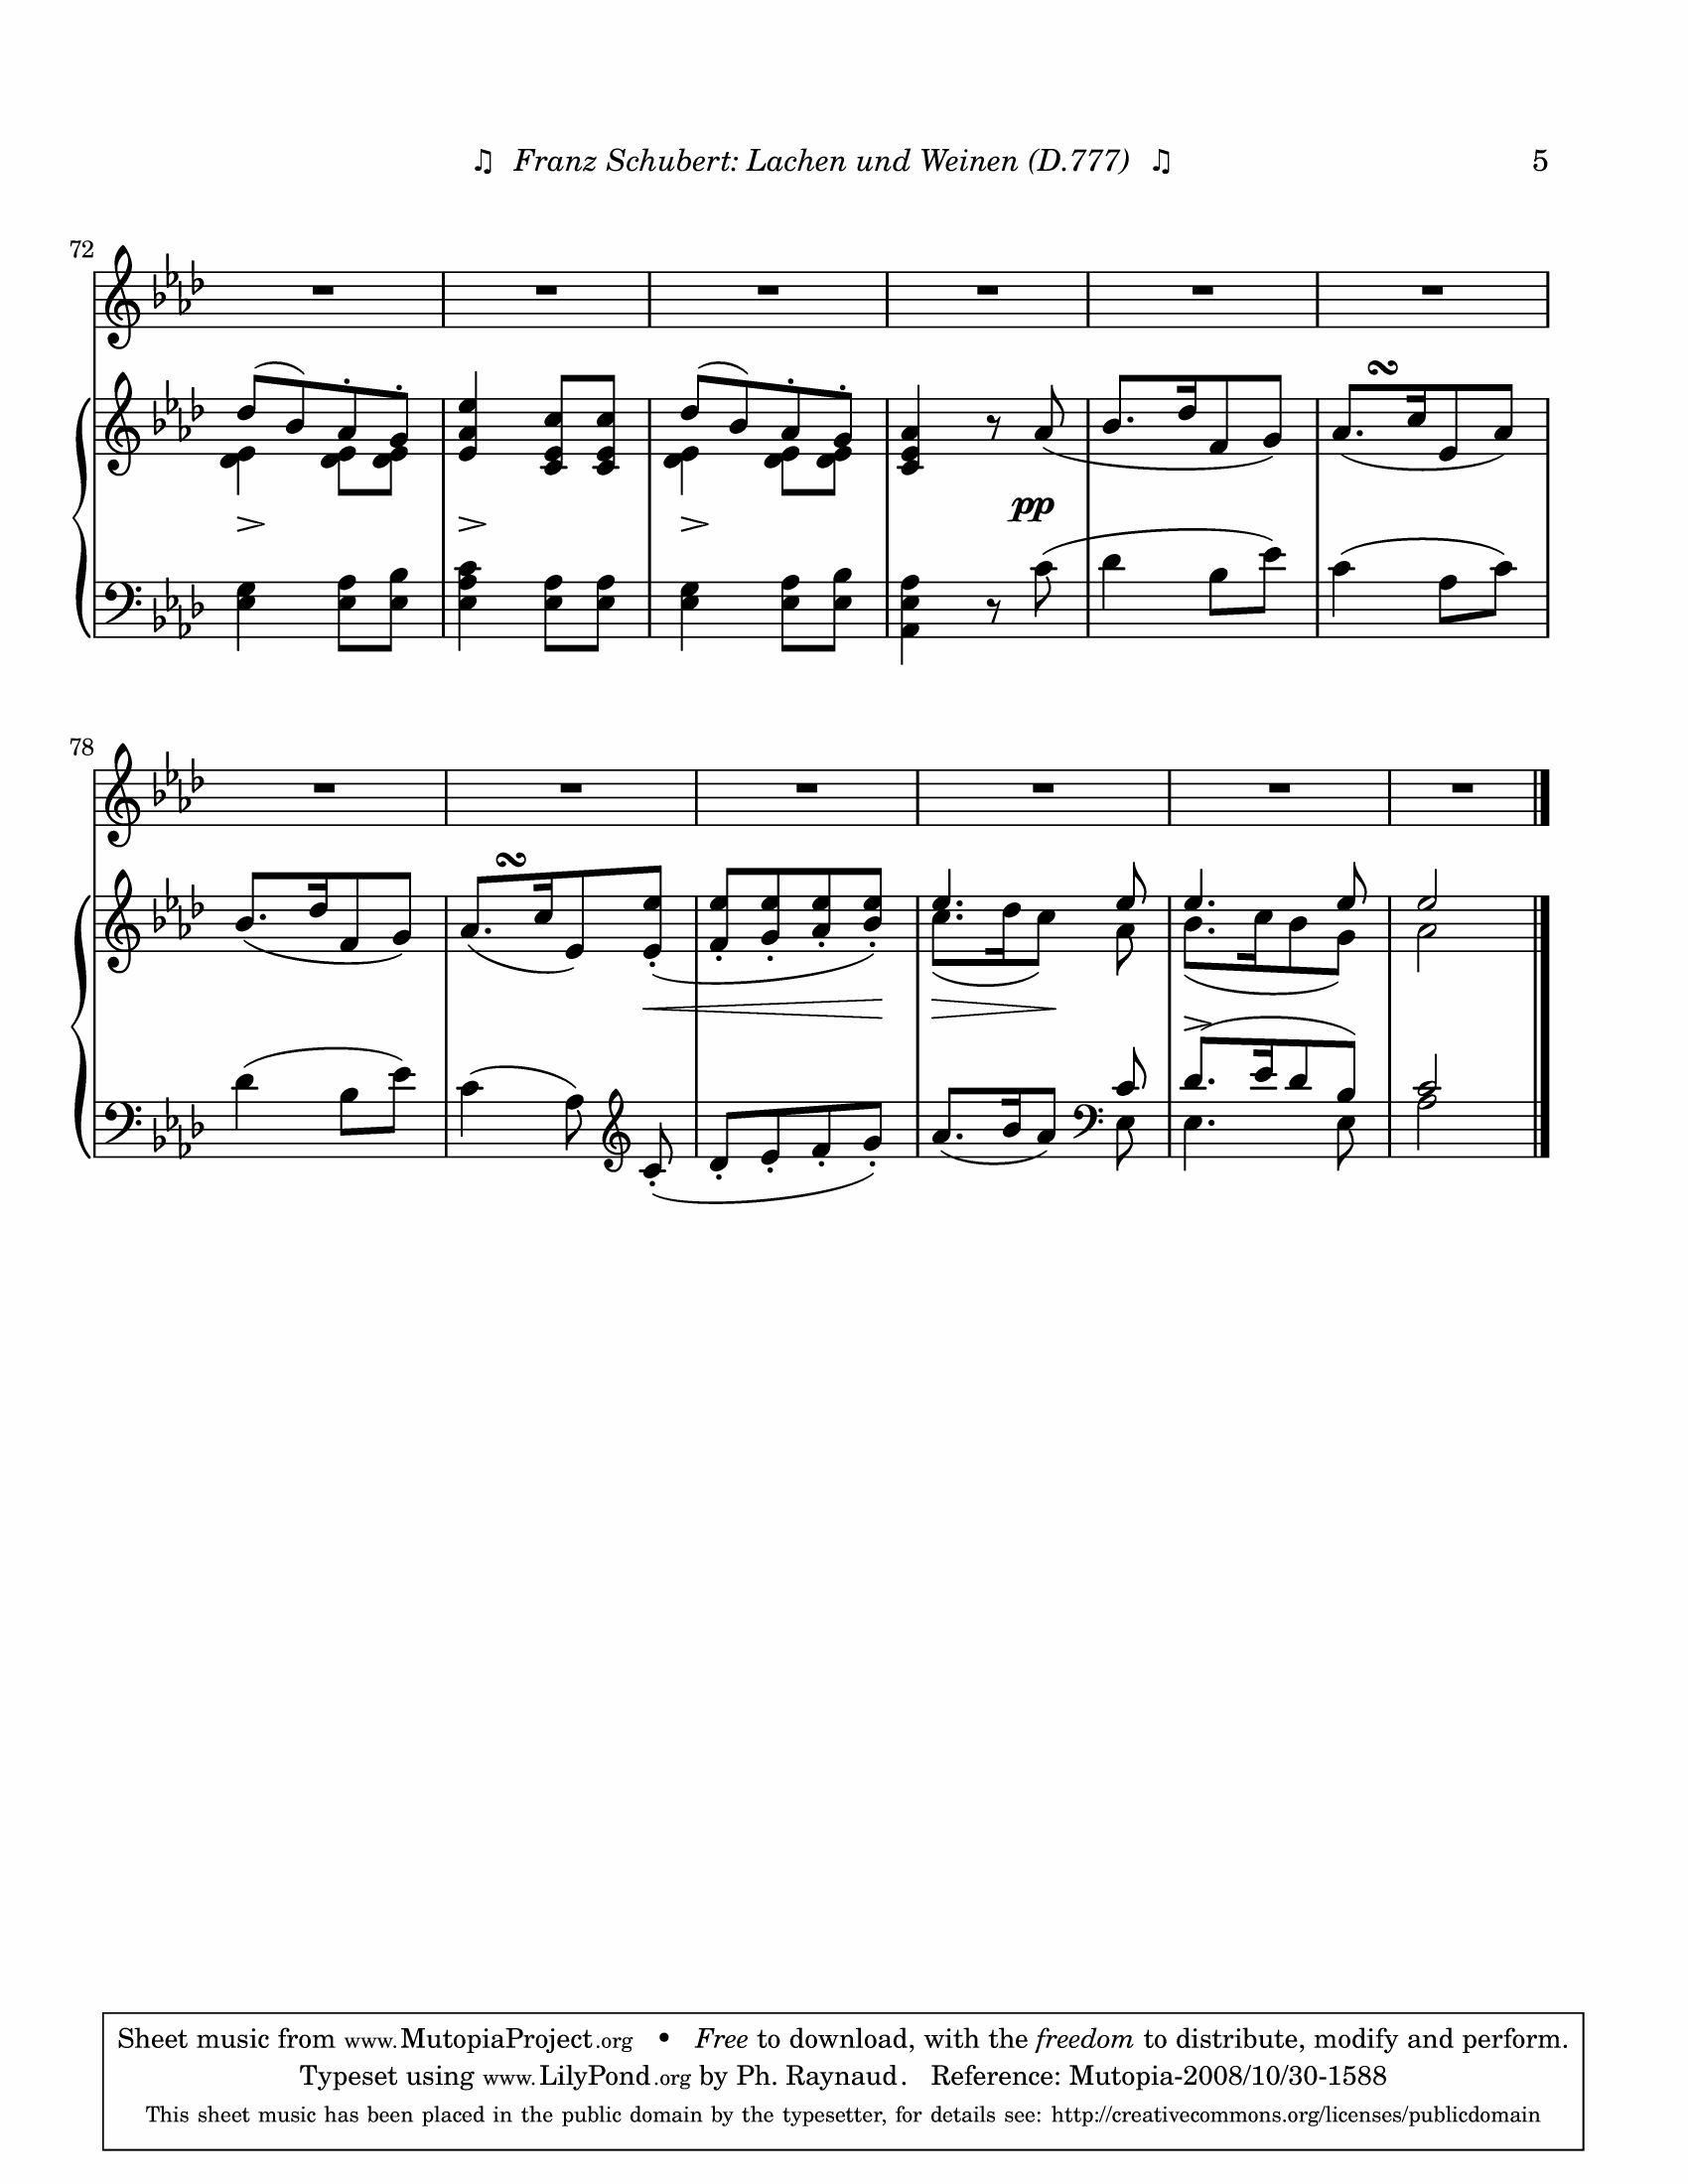 ♫ Franz Schubert: Lachen und Weinen (D.777) ♫ 5
72
pp
78
Sheet music from www.MutopiaProject.org • Free to download, with the freedom to distribute, modify and perform.
Typeset using www.LilyPond.org by Ph. Raynaud. Reference: Mutopia-2008/10/30-1588
This sheet music has been placed in the public domain by the typesetter, for details see: http://creativecommons.org/licenses/publicdomain